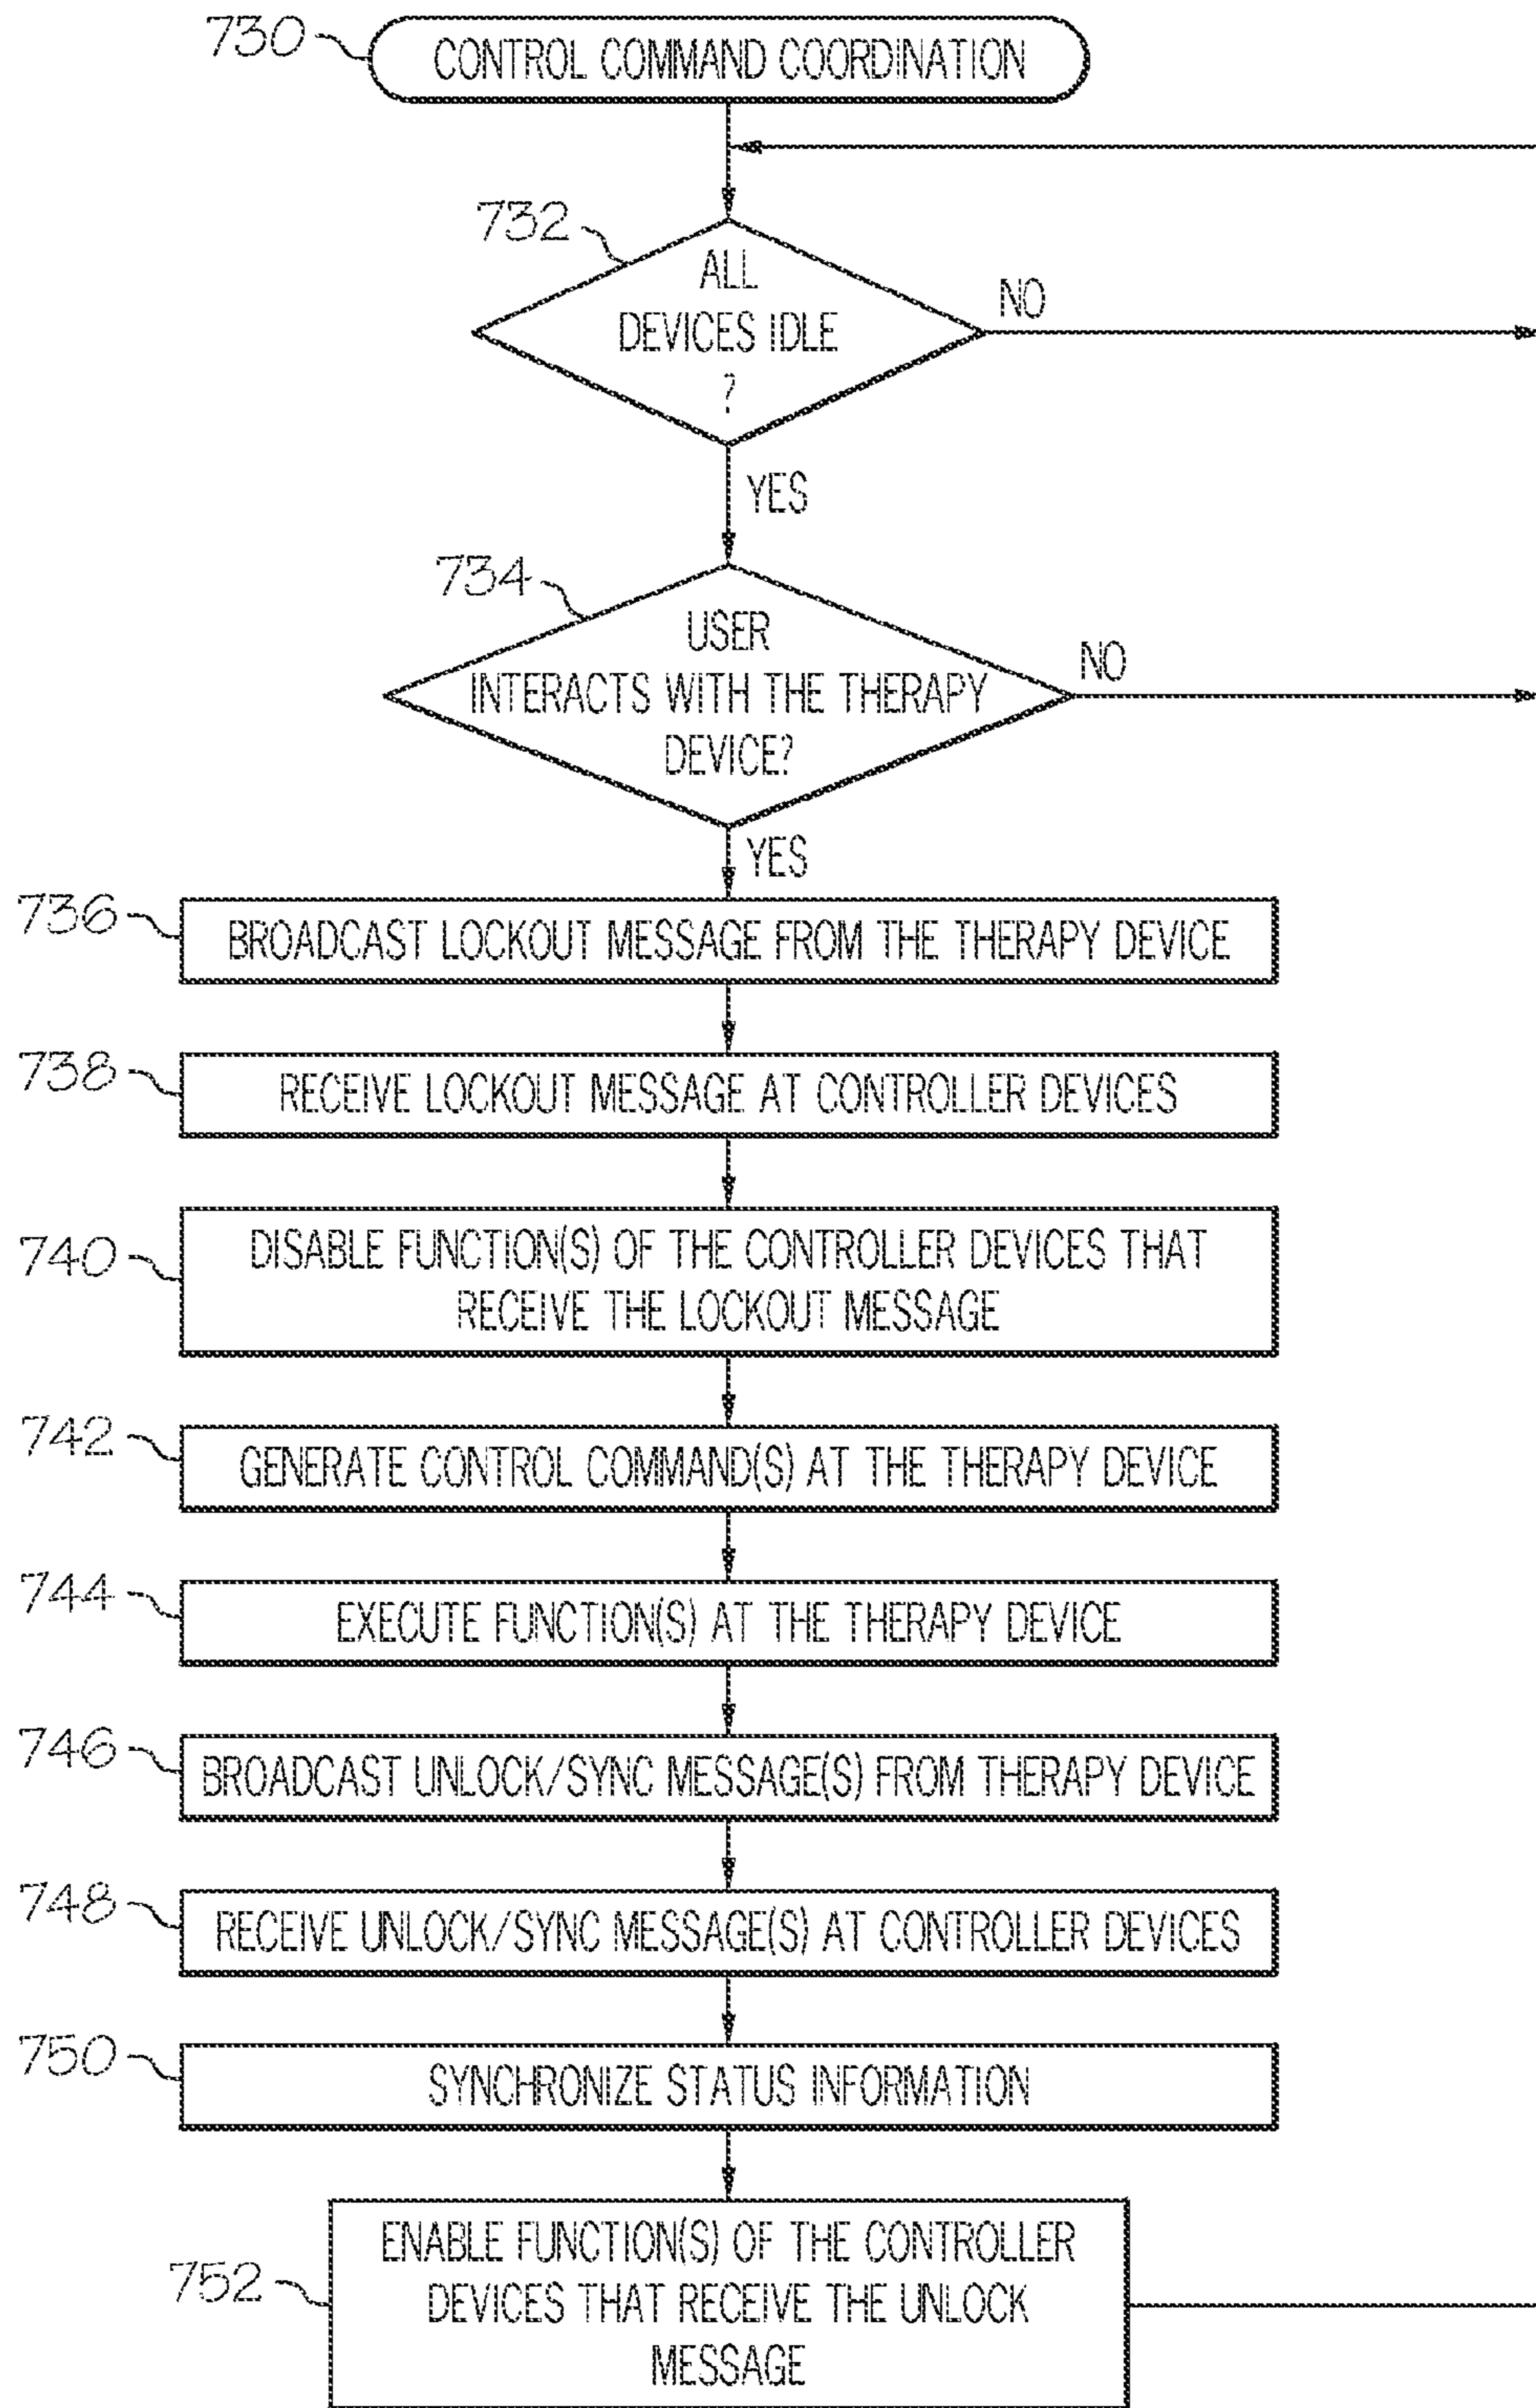 730
CONTROL COMMAND COORDINATION
732
ALL
DEVICES IDLE
?
NO
YES
734
USER
INTERACTS WITH THE THERAPY
DEVICE?
NO
YES
736
BROADCAST LOCKOUT MESSAGE FROM THE THERAPY DEVICE
738
RECEIVE LOCKOUT MESSAGE AT CONTROLLER DEVICES
740
DISABLE FUNCTION(S) OF THE CONTROLLER DEVICES THAT
RECEIVE THE LOCKOUT MESSAGE
742
GENERATE CONTROL COMMAND(S) AT THE THERAPY DEVICE
744
EXECUTE FUNCTION(S) AT THE THERAPY DEVICE
746
BROADCAST UNLOCK/SYNC MESSAGE(S) FROM THERAPY DEVICE
748
RECEIVE UNLOCK/SYNC MESSAGE(S) AT CONTROLLER DEVICES
750
SYNCHRONIZE STATUS INFORMATION
752
ENABLE FUNCTION(S) OF THE CONTROLLER
DEVICES THAT RECEIVE THE UNLOCK
MESSAGE